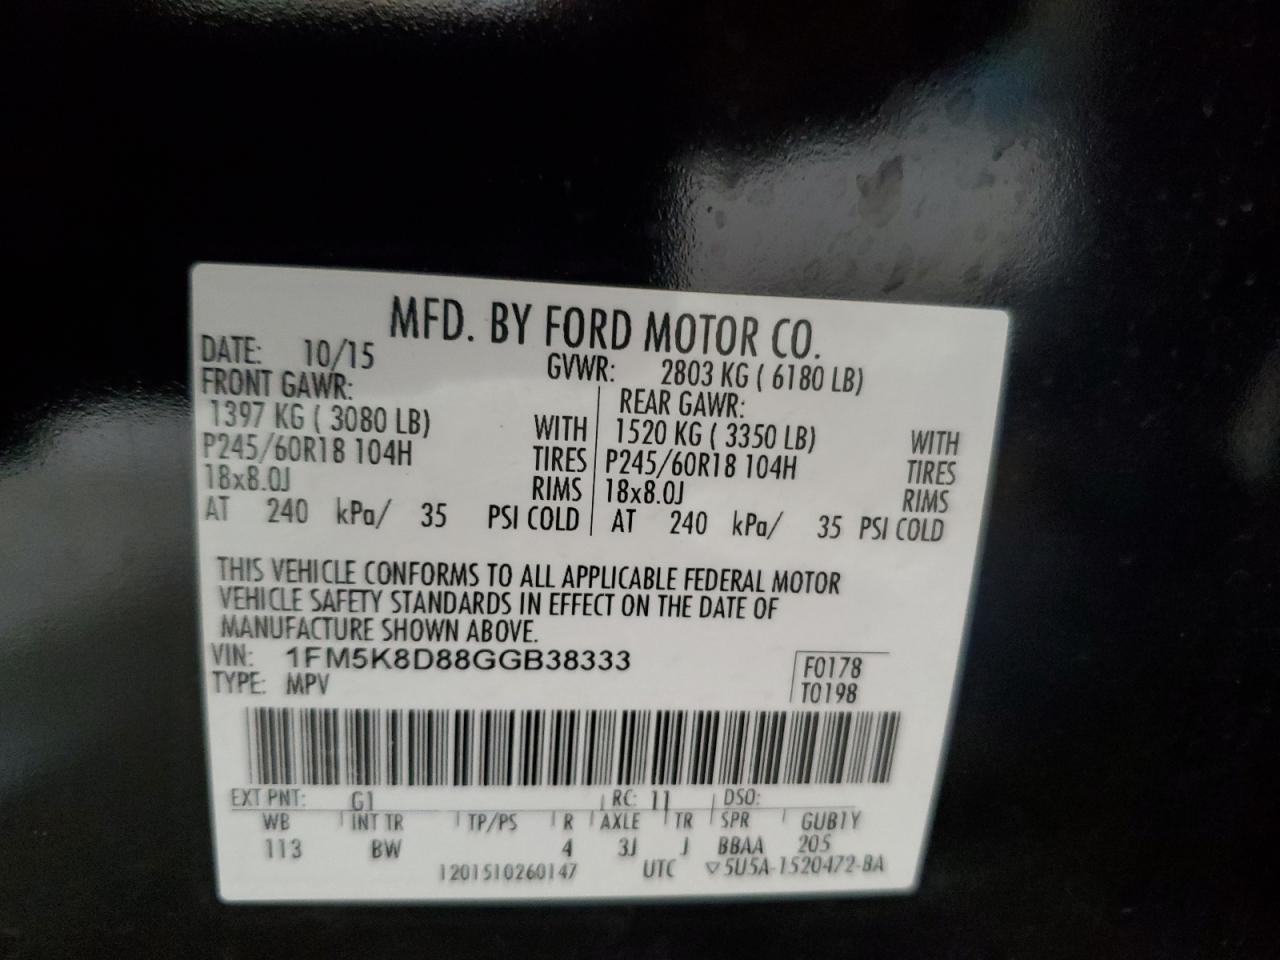 MFD. BY FORD MOTOR CO.
DATE: 10/15 GVWR: 2803 KG ( 6180 LB)
FRONT GAWR: REAR GAWR:
1397 KG ( 3080 LB) WITH 1520 KG ( 3350 LB) WITH
P245/60R18 104H TIRES P245/60R18 104H TIRES
18x8.0J RIMS 18x8.0J RIMS
AT 240 kPa/ 35 PSI COLD AT 240 kPa/ 35 PSI COLD
THIS VEHICLE CONFORMS TO ALL APPLICABLE FEDERAL MOTOR
VEHICLE SAFETY STANDARDS IN EFFECT ON THE DATE OF
MANUFACTURE SHOWN ABOVE.
VIN: 1FM5K8D88GGB38333 F0178
TYPE: MPV T0198
EXT PNT: G1 RC: 11 DSO:
WB INT TR TP/PS R AXLE TR SPR GUB1Y
113 BW 4 3J J BBAA 205
1201510260147 UTC ▽5U5A-1520472-BA